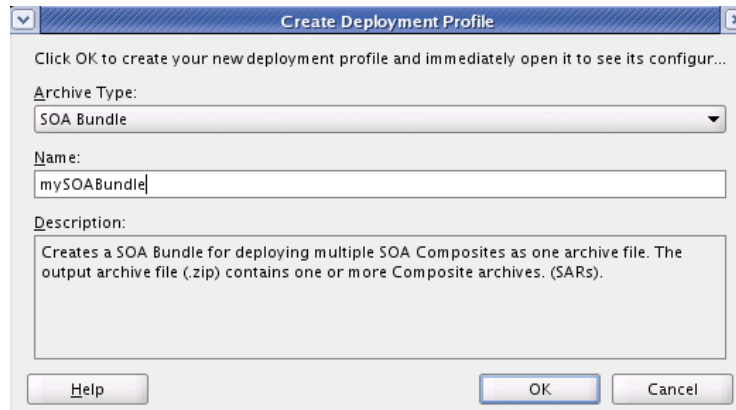 Create Deployment Profile
Click OK to create your new deployment profile and immediately open it to see its configur...
Archive Type:
SOA Bundle
Name:
mySOABundle
Description:
Creates a SOA Bundle for deploying multiple SOA Composites as one archive file. The
output archive file (.zip) contains one or more Composite archives. (SARs).
Help
OK
Cancel